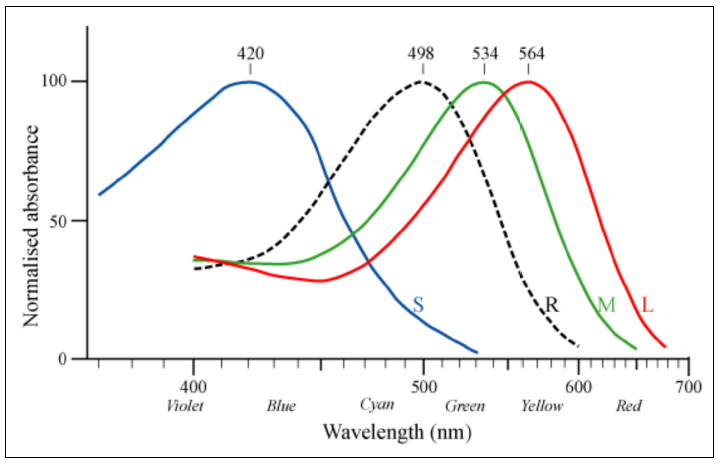 420 498 534 564
100
50
0
Normalised absorbance
S R M L
400 500 600 700
Violet Blue Cyan Green Yellow Red
Wavelength (nm)